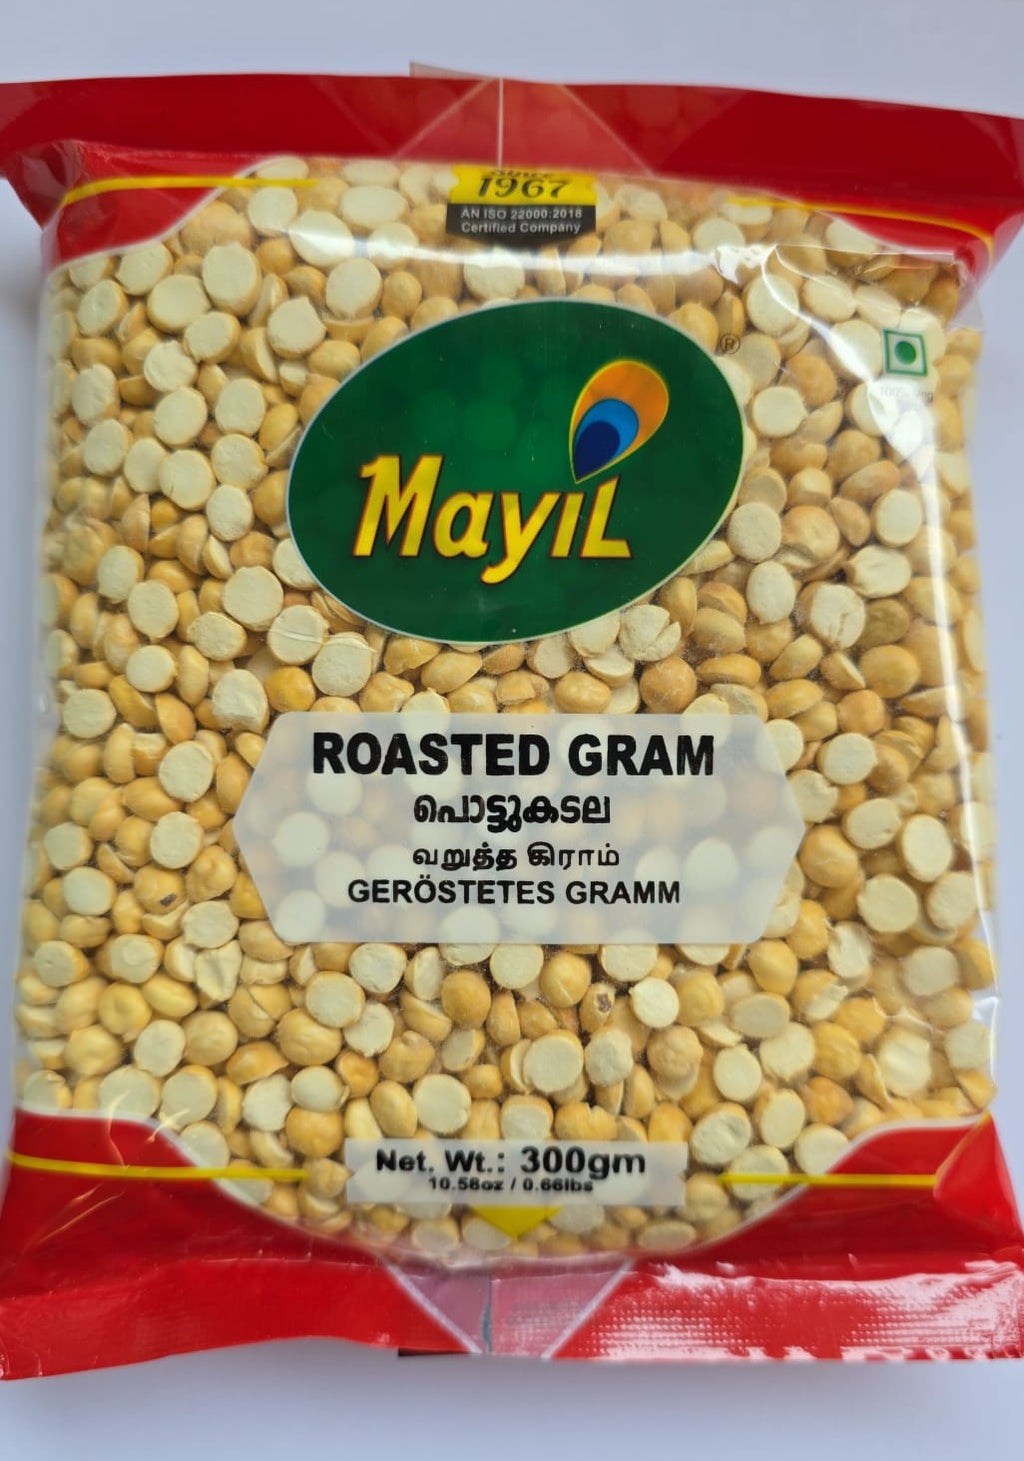 Since
1967
AN ISO 22000:2018
Certified Company
®
Mayil
ROASTED GRAM
പൊട്ടുകടല
வறுத்த கிராம்
GERÖSTETES GRAMM
Net. Wt.: 300gm
10.58oz / 0.66lbs